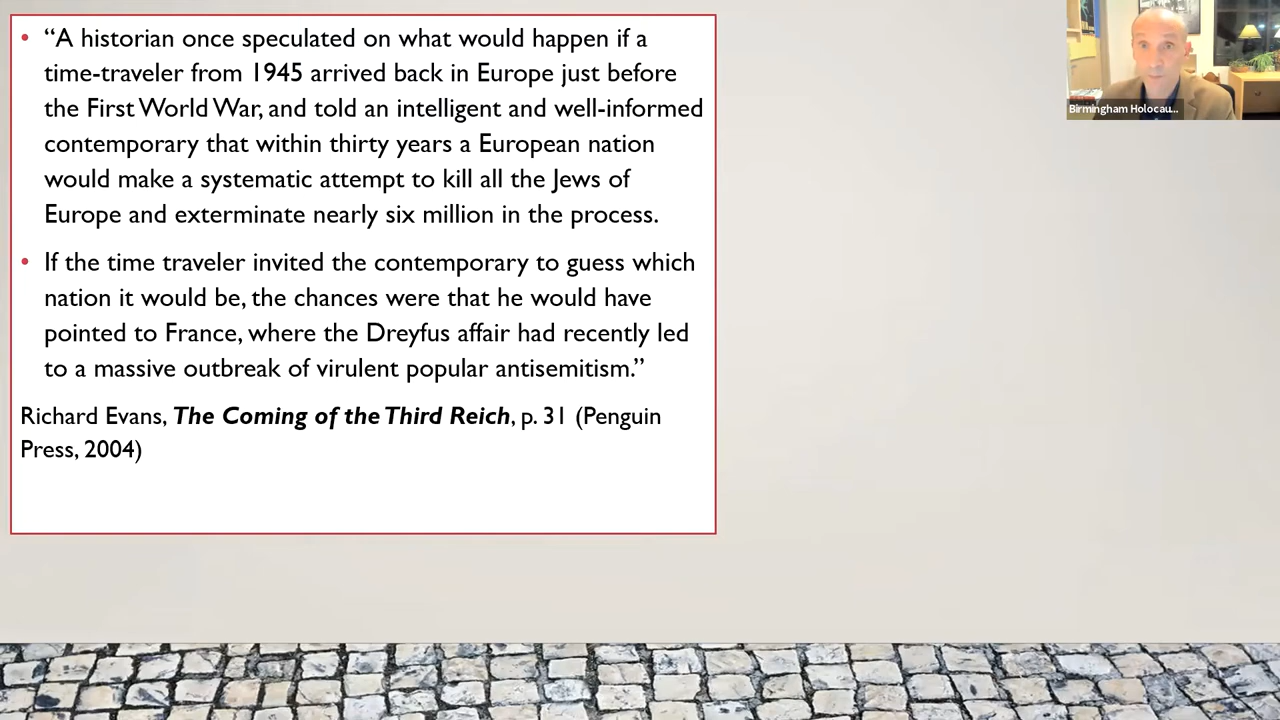 • “A historian once speculated on what would happen if a
time-traveler from 1945 arrived back in Europe just before
the First World War, and told an intelligent and well-informed
contemporary that within thirty years a European nation
would make a systematic attempt to kill all the Jews of
Europe and exterminate nearly six million in the process.
• If the time traveler invited the contemporary to guess which
nation it would be, the chances were that he would have
pointed to France, where the Dreyfus affair had recently led
to a massive outbreak of virulent popular antisemitism.”
Richard Evans, The Coming of the Third Reich, p. 31 (Penguin
Press, 2004)
Birmingham Holocau...